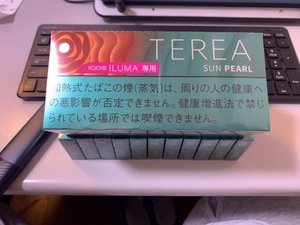 TEREA
IQOS ILUMA 専用
SUN PEARL
加熱式たばこの煙(蒸気)は、周りの人の健康へ
の悪影響が否定できません。健康増進法で禁じ
られている場所では喫煙できません。